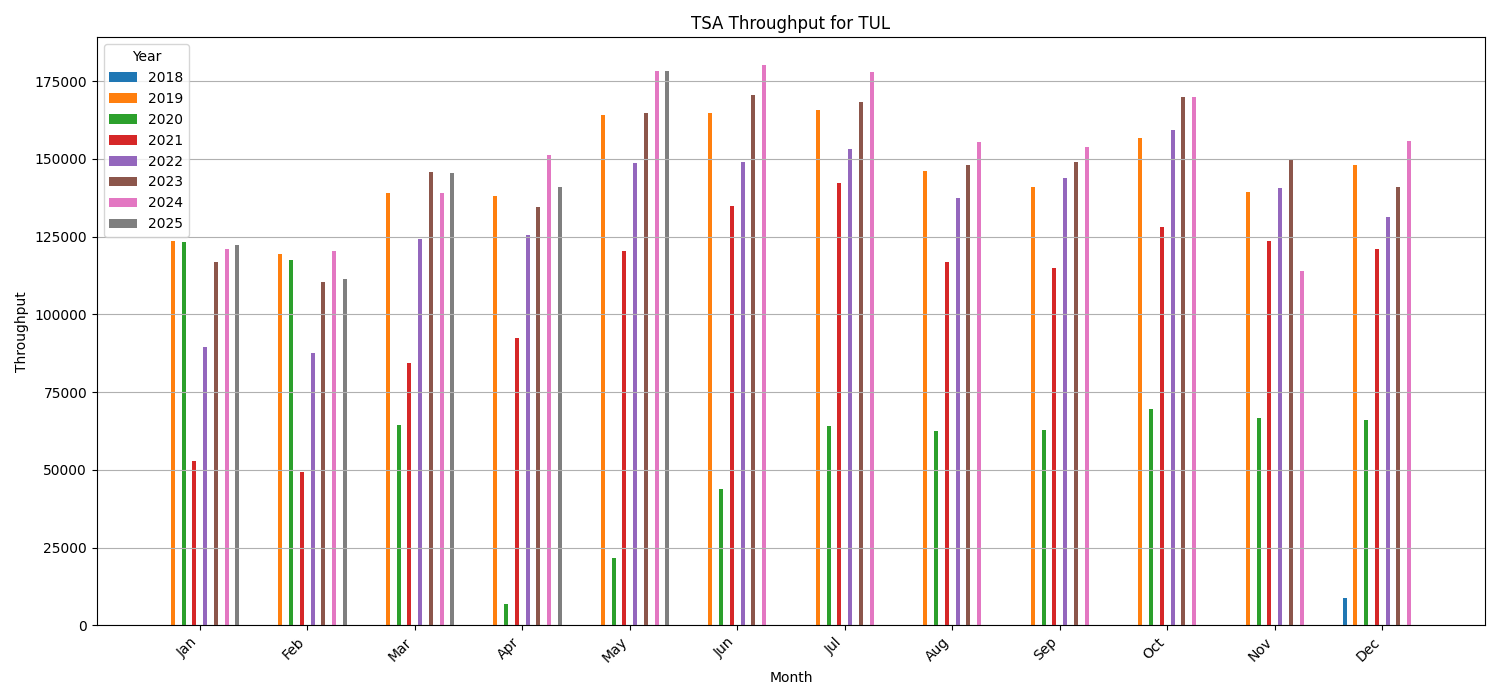 TSA Throughput for TUL
Year
2018
2019
2020
2021
2022
2023
2024
2025
Throughput
175000
150000
125000
100000
75000
50000
25000
0
Jan
Feb
Mar
Apr
May
Jun
Jul
Aug
Sep
Oct
Nov
Dec
Month